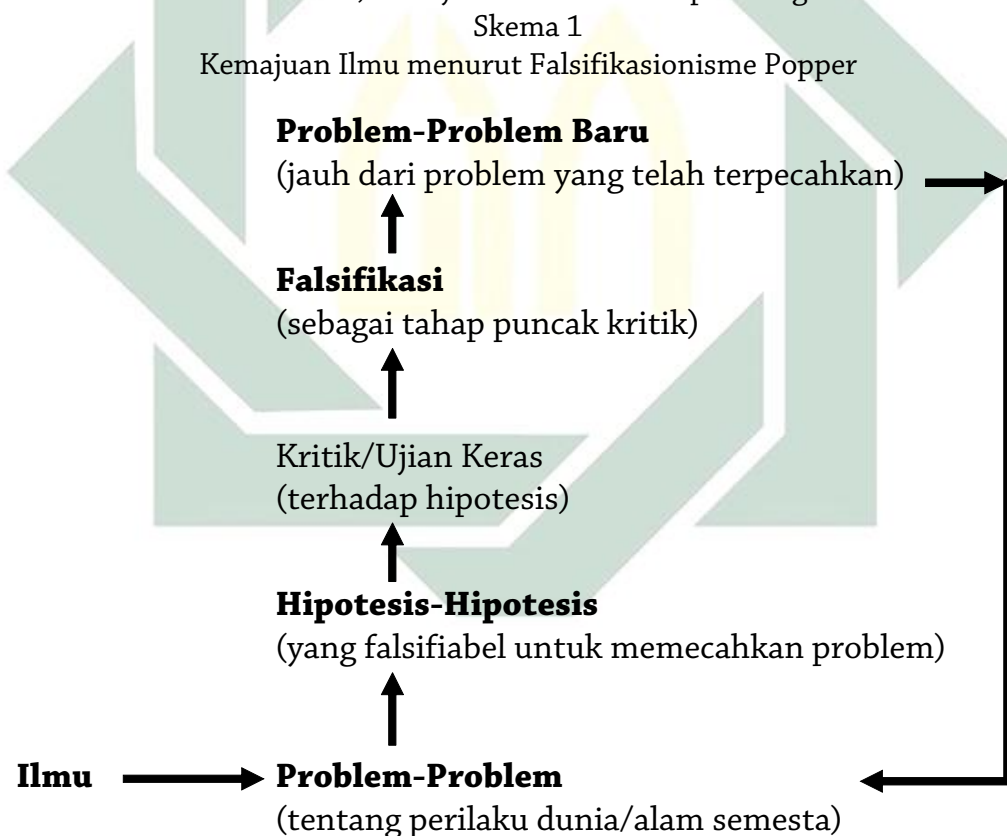 Skema 1
Kemajuan Ilmu menurut Falsifikasionisme Popper
Problem-Problem Baru
(jauh dari problem yang telah terpecahkan)
Falsifikasi
(sebagai tahap puncak kritik)
Kritik/Ujian Keras
(terhadap hipotesis)
Hipotesis-Hipotesis
(yang falsifiabel untuk memecahkan problem)
Ilmu
Problem-Problem
(tentang perilaku dunia/alam semesta)